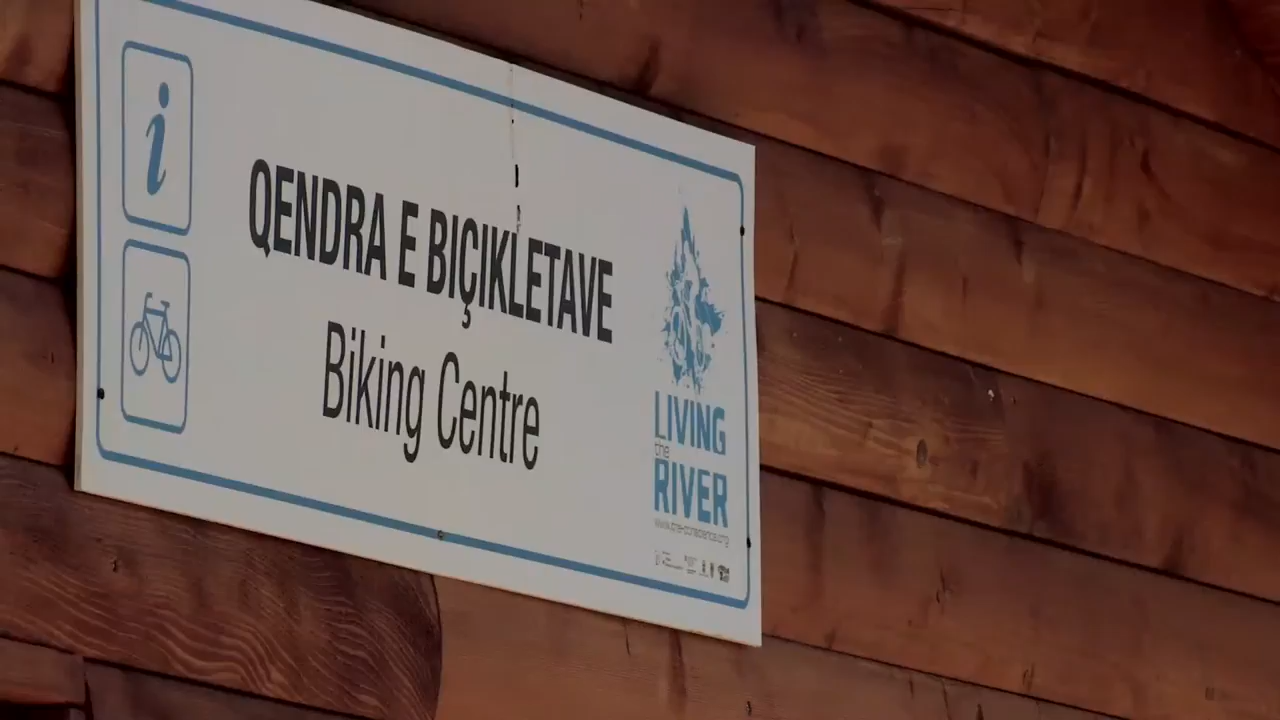 i
QENDRA E BIÇIKLETAVE
Biking Centre
LIVING
the
RIVER